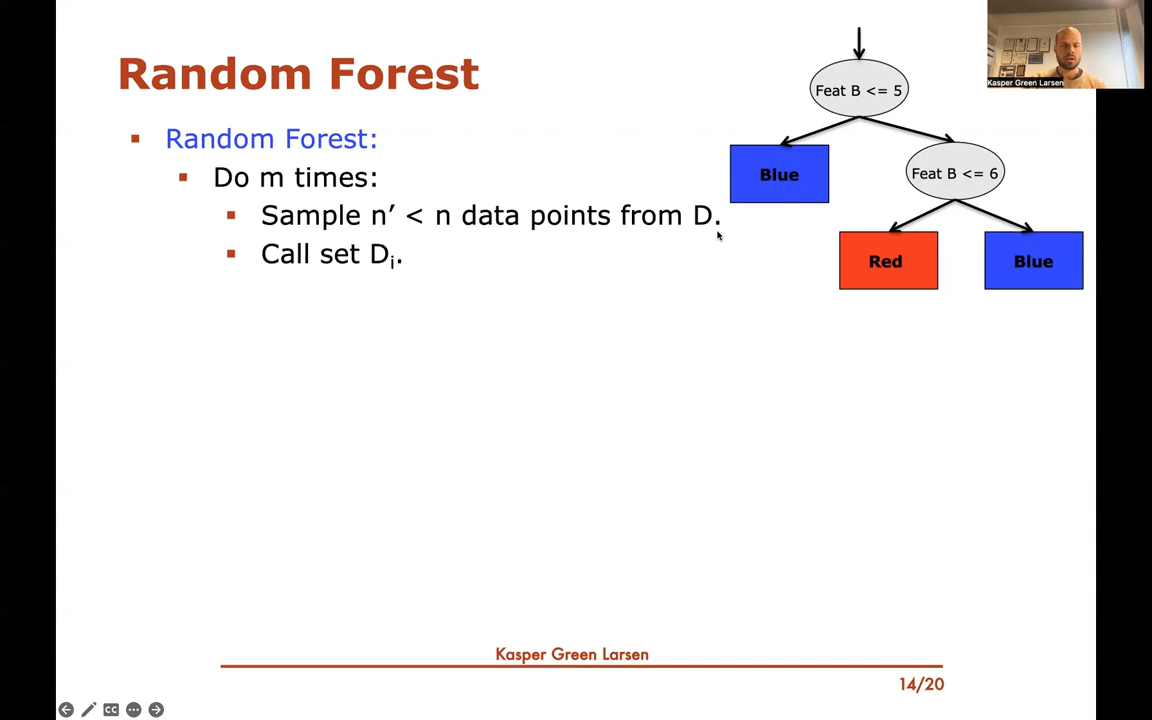 Random Forest
Random Forest:
Do m times:
Sample n’ < n data points from D.
Call set Di.
Feat B <= 5
Blue
Feat B <= 6
Red
Blue
Kasper Green Larsen
Kasper Green Larsen
14/20
CC